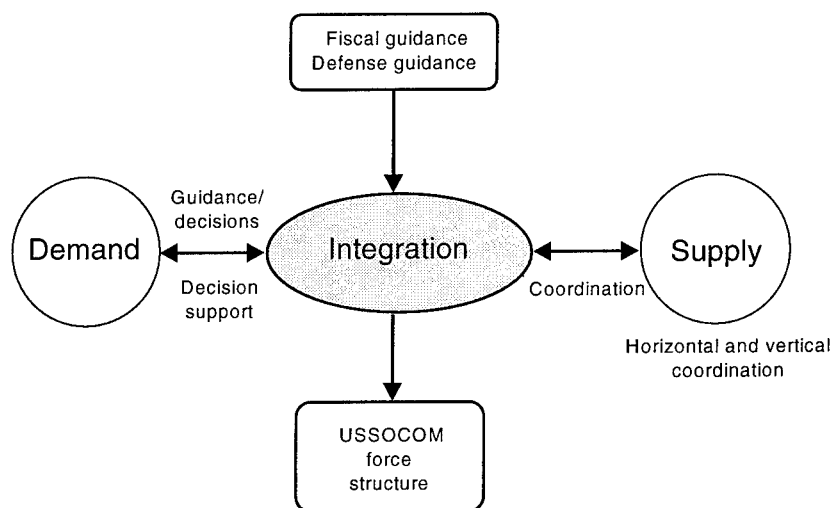 Fiscal guidance
Defense guidance
Guidance/
decisions
Demand
Integration
Supply
Decision
support
Coordination
Horizontal and vertical
coordination
USSOCOM
force
structure